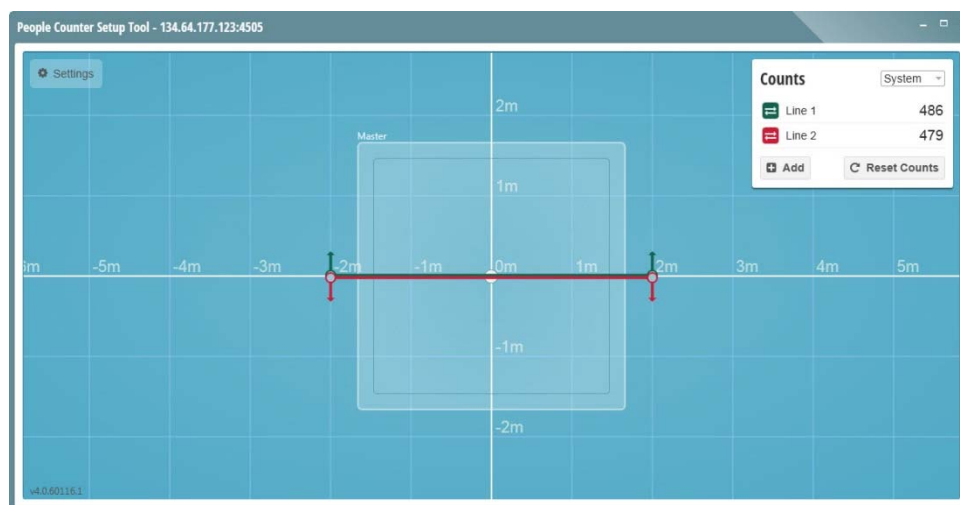 People Counter Setup Tool - 134.64.177.123:4505
Settings
Counts
System
Line 1 486
Line 2 479
Add Reset Counts
2m
Master
1m
6m -5m -4m -3m -2m -1m 0m 1m 2m 3m 4m 5m
-1m
-2m
v4.0.60116.1